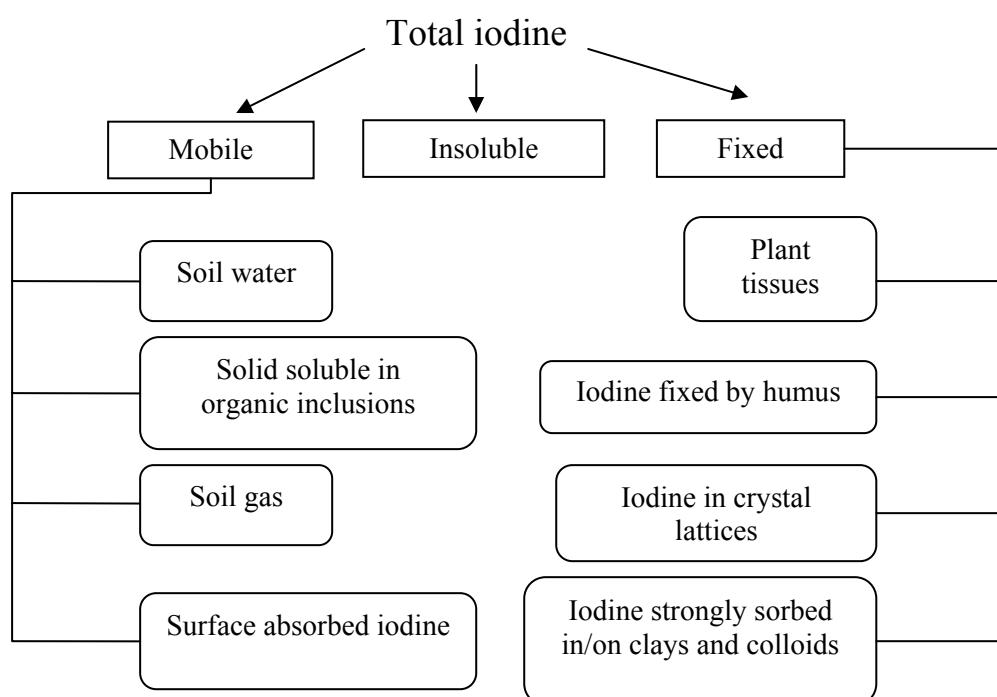 Total iodine
Mobile
Insoluble
Fixed
Soil water
Solid soluble in
organic inclusions
Soil gas
Surface absorbed iodine
Plant
tissues
Iodine fixed by humus
Iodine in crystal
lattices
Iodine strongly sorbed
in/on clays and colloids